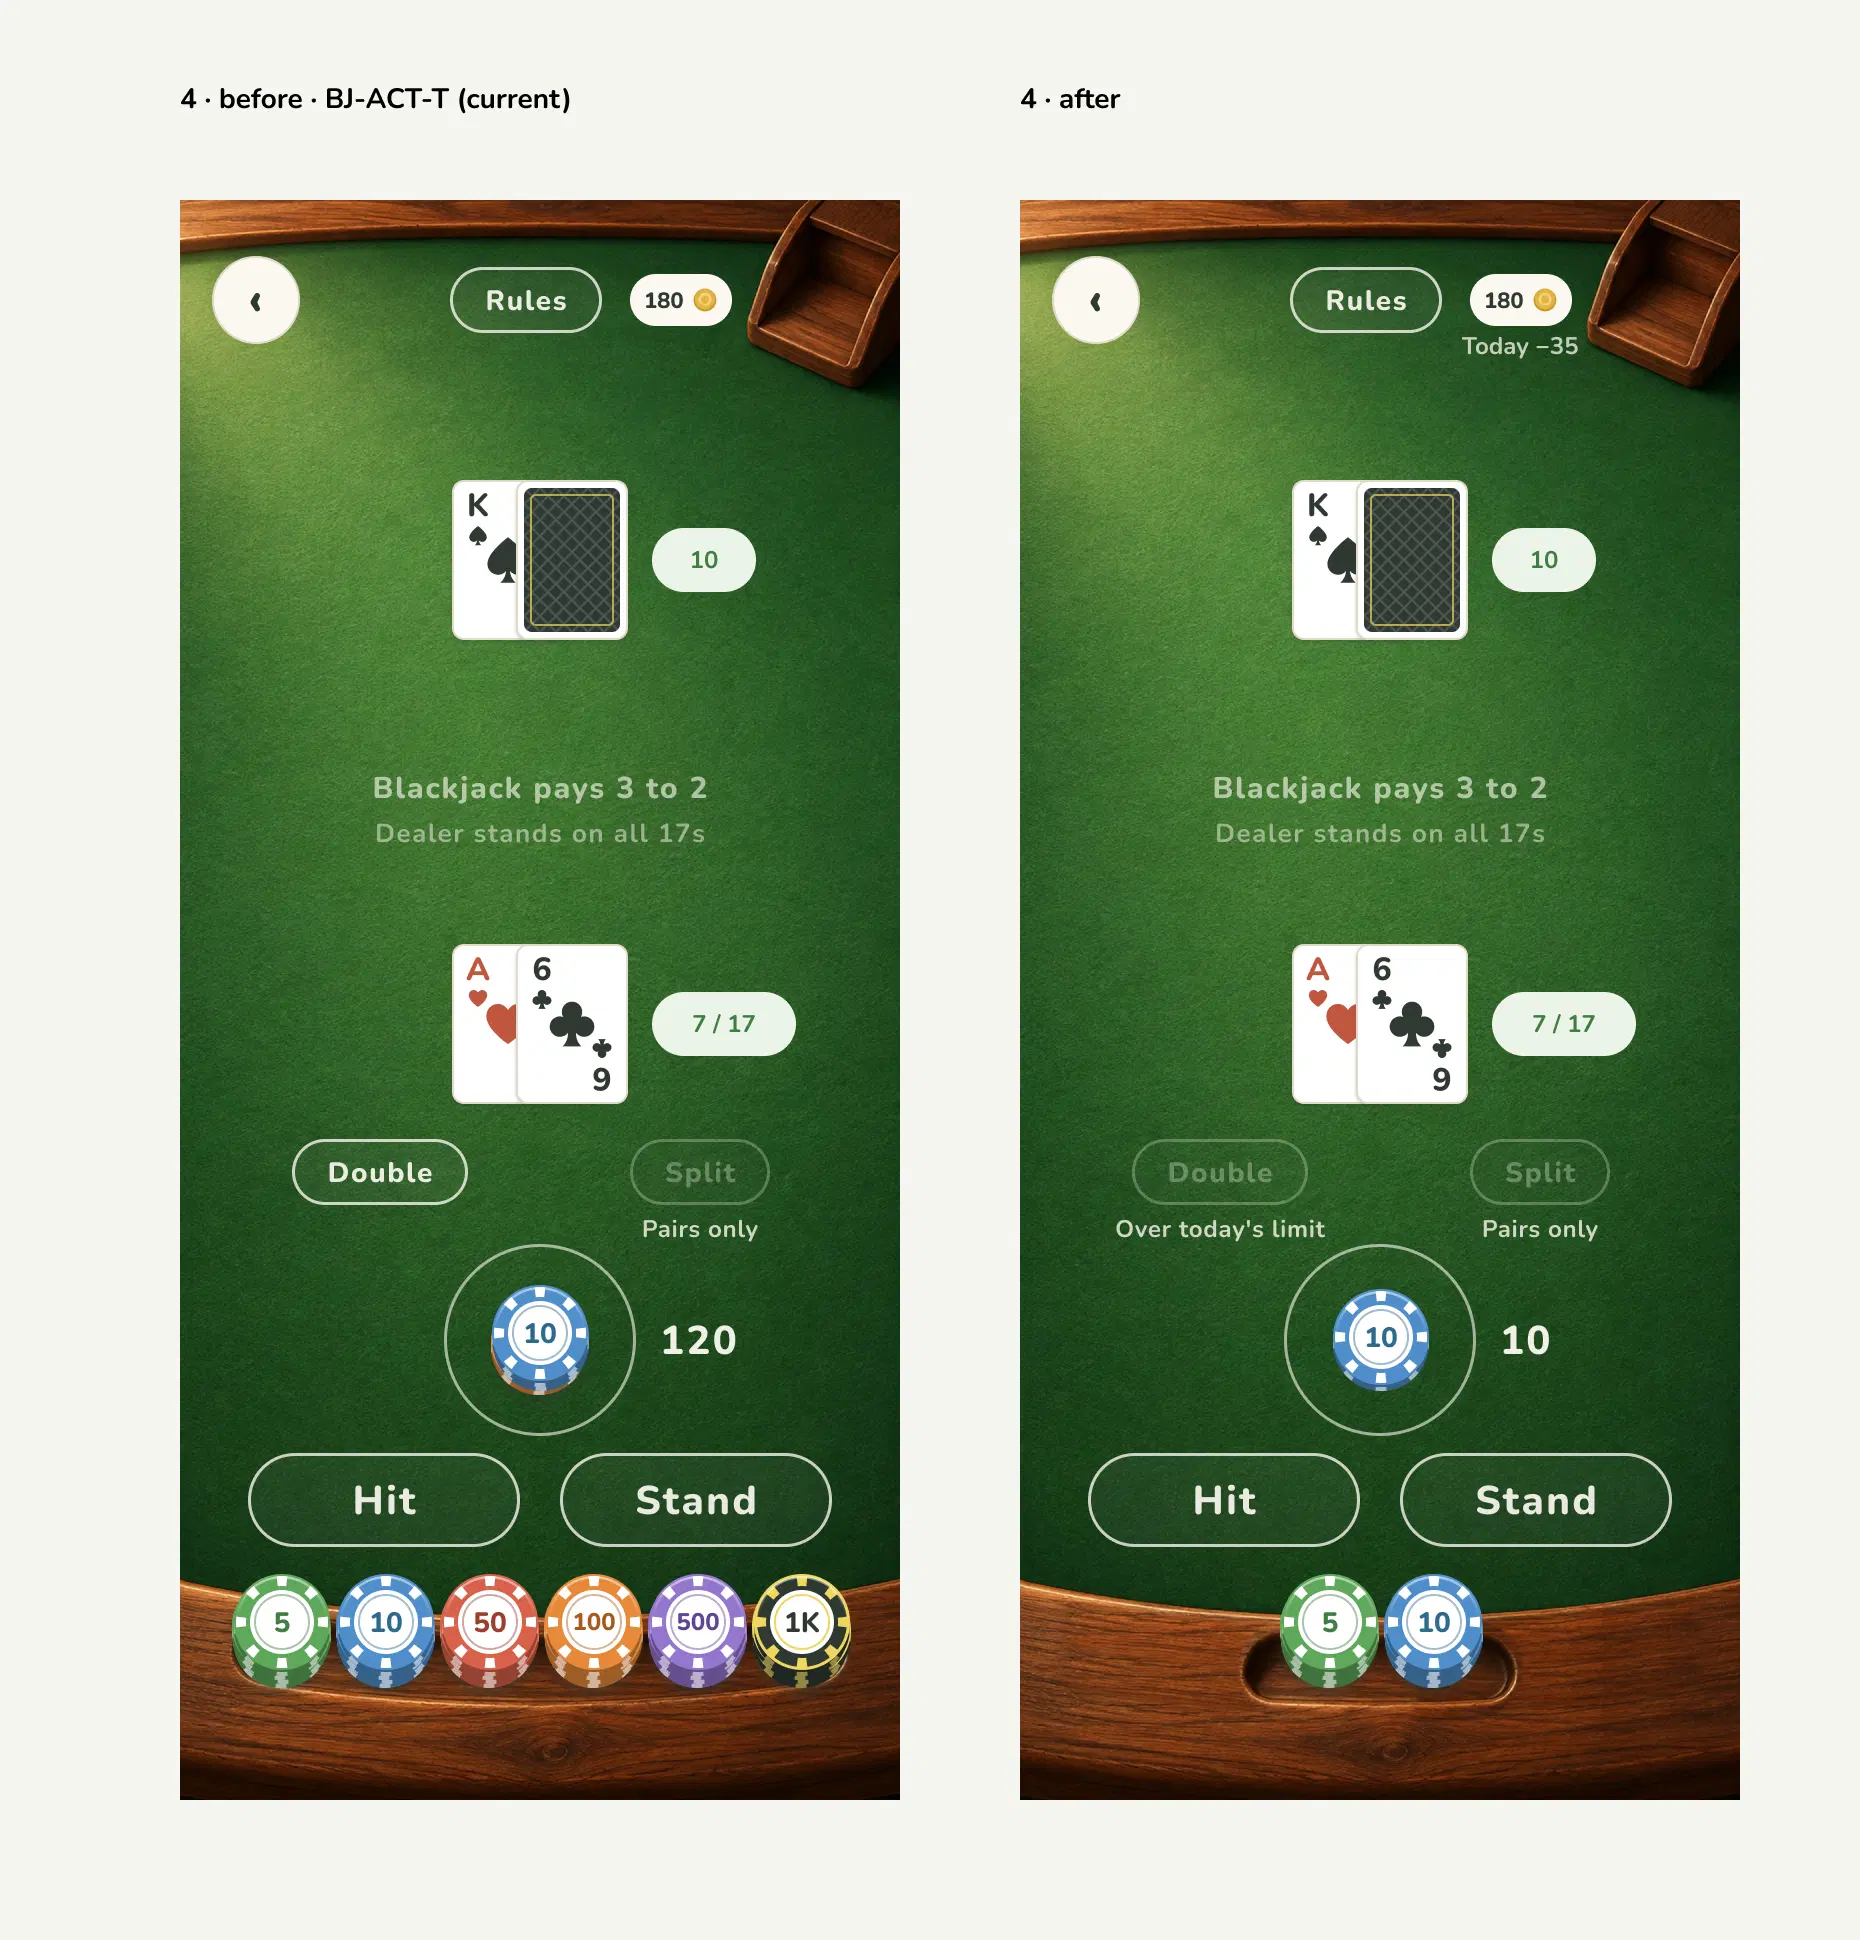 4 · before · BJ-ACT-T (current)
Rules
180
K
10
Blackjack pays 3 to 2
Dealer stands on all 17s
A
6
7 / 17
6
Double
Split
Pairs only
10
120
Hit
Stand
5
10
50
100
500
1K
4 · after
Rules
180
Today −35
K
10
Blackjack pays 3 to 2
Dealer stands on all 17s
A
6
7 / 17
6
Double
Split
Over today's limit
Pairs only
10
10
Hit
Stand
5
10